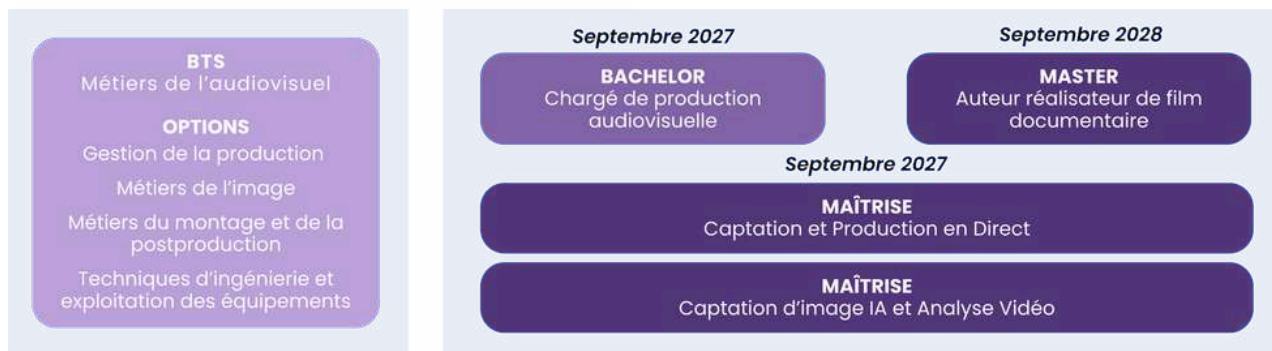 BTS
Métiers de l'audiovisuel
OPTIONS
Gestion de la production
Métiers de l'image
Métiers du montage et de la
postproduction
Techniques d'ingénierie et
exploitation des équipements
Septembre 2027
BACHELOR
Chargé de production
audiovisuelle
Septembre 2028
MASTER
Auteur réalisateur de film
documentaire
Septembre 2027
MAÎTRISE
Captation et Production en Direct
MAÎTRISE
Captation d'image IA et Analyse Vidéo